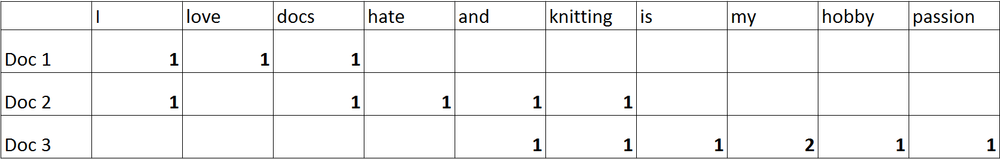 I love docs hate and knitting is my hobby passion
Doc 1 1 1 1
Doc 2 1 1 1 1 1
Doc 3 1 1 1 2 1 1